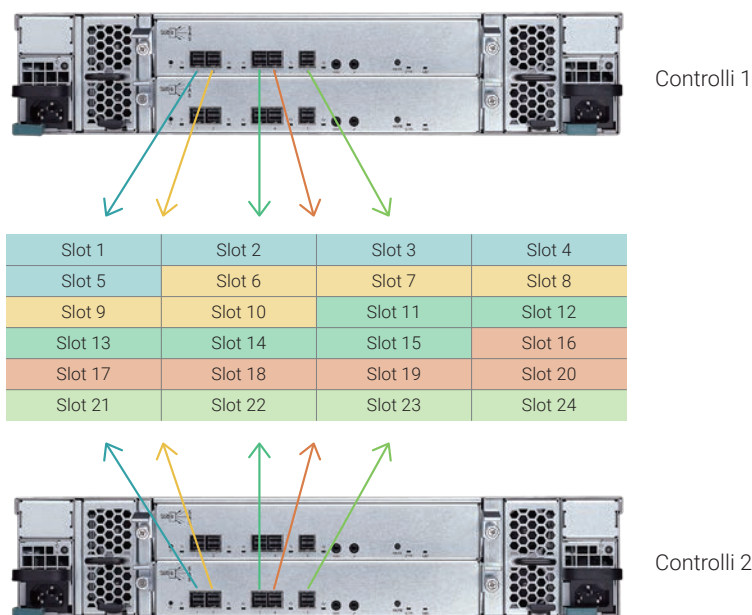 Controlli 1
Slot 1 Slot 2 Slot 3 Slot 4
Slot 5 Slot 6 Slot 7 Slot 8
Slot 9 Slot 10 Slot 11 Slot 12
Slot 13 Slot 14 Slot 15 Slot 16
Slot 17 Slot 18 Slot 19 Slot 20
Slot 21 Slot 22 Slot 23 Slot 24
Controlli 2